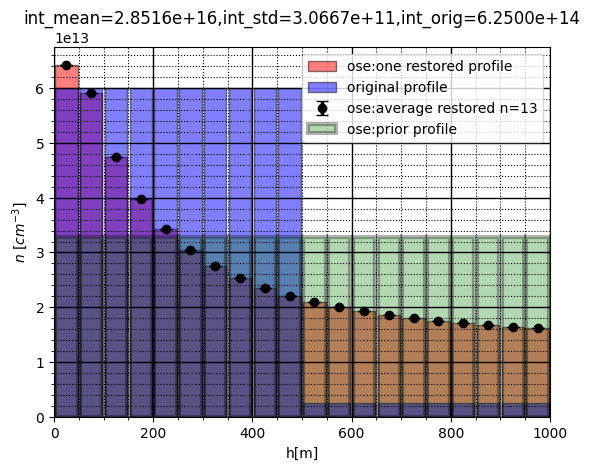 int_mean=2.8516e+16,int_std=3.0667e+11,int_orig=6.2500e+14
1e13
ose:one restored profile
original profile
ose:average restored n=13
ose:prior profile
6
5
4
3
2
1
0
n [cm⁻³]
0 200 400 600 800 1000
h[m]